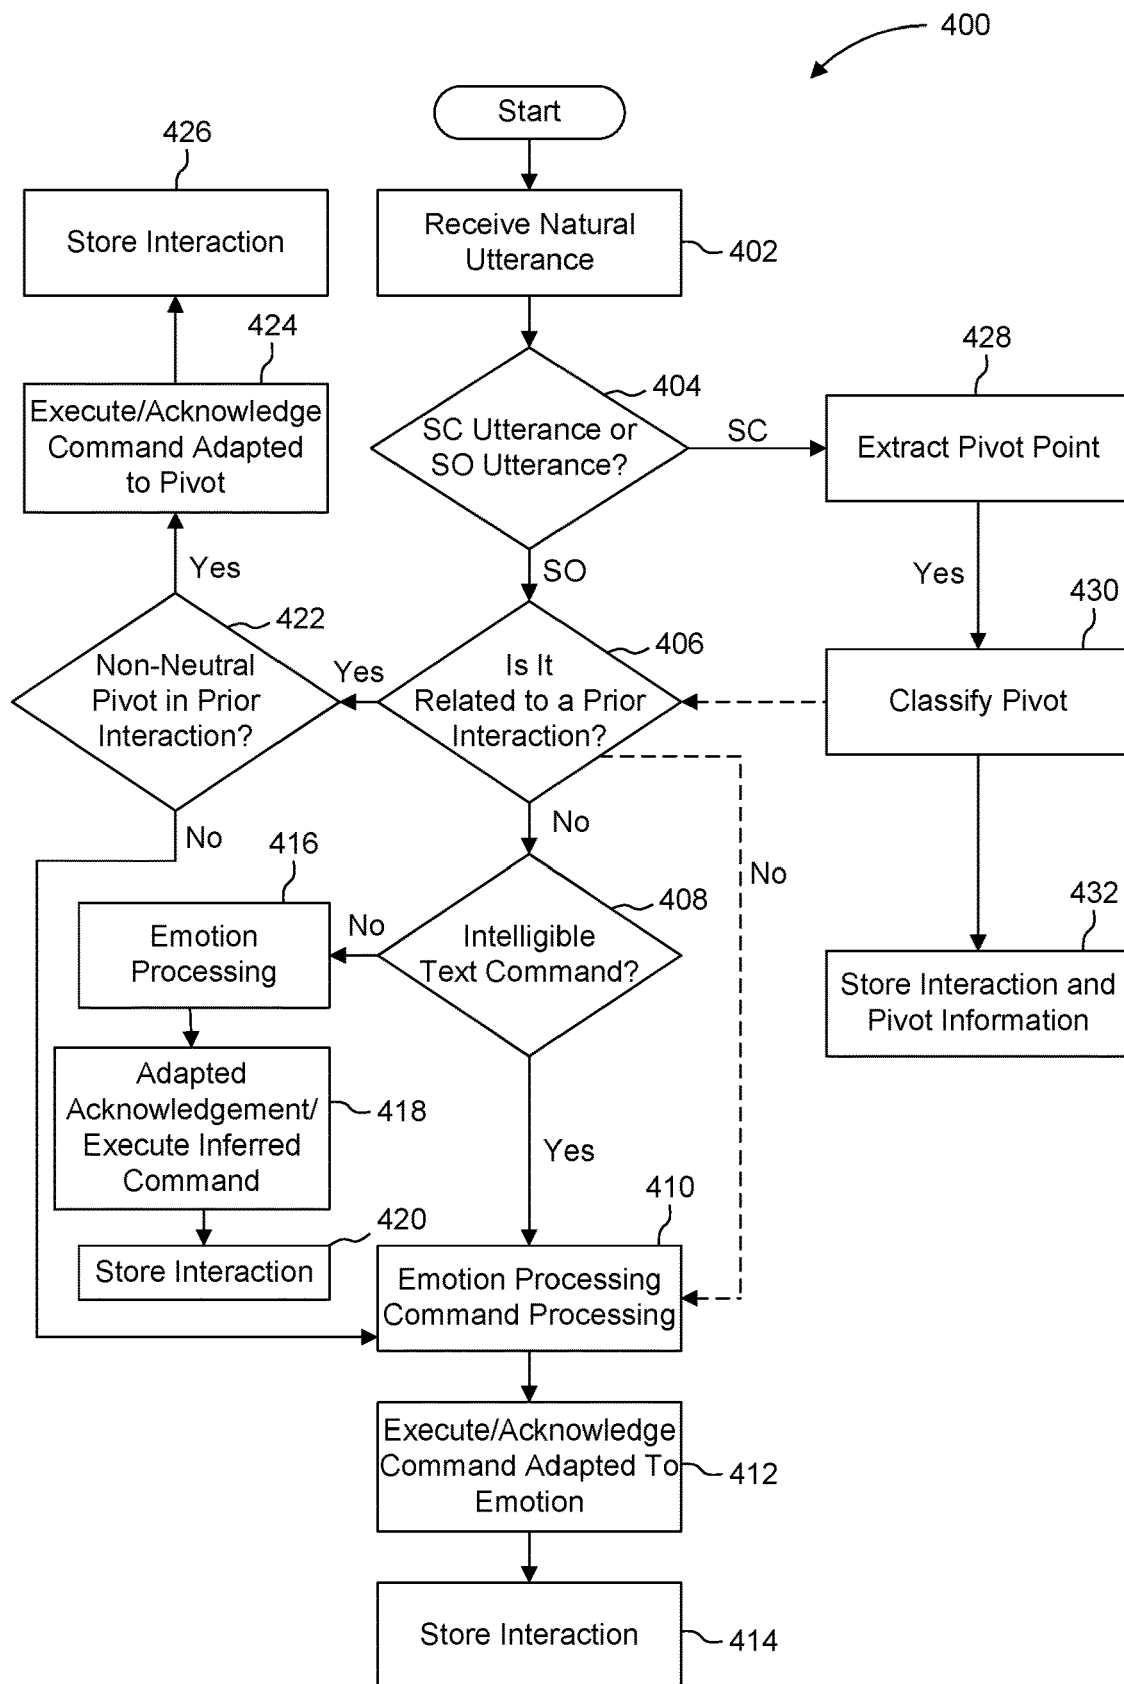 400
Start
426
Store Interaction
Receive Natural
Utterance
402
424
Execute/Acknowledge
Command Adapted
to Pivot
404
SC Utterance or
SO Utterance?
SC
428
Extract Pivot Point
Yes
SO
Yes
422
Non-Neutral
Pivot in Prior
Interaction?
Yes
406
Is It
Related to a Prior
Interaction?
430
Classify Pivot
No
No
No
416
Emotion
Processing
No
408
Intelligible
Text Command?
432
Store Interaction and
Pivot Information
Adapted
Acknowledgement/
Execute Inferred
Command
418
Yes
420
Store Interaction
410
Emotion Processing
Command Processing
Execute/Acknowledge
Command Adapted To
Emotion
412
Store Interaction
414